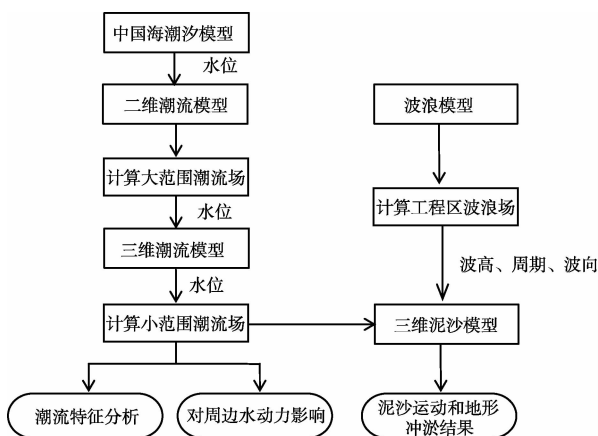 中国海潮汐模型
水位
二维潮流模型
计算大范围潮流场
水位
三维潮流模型
水位
计算小范围潮流场
潮流特征分析
对周边水动力影响
波浪模型
计算工程区波浪场
波高、周期、波向
三维泥沙模型
泥沙运动和地形
冲淤结果